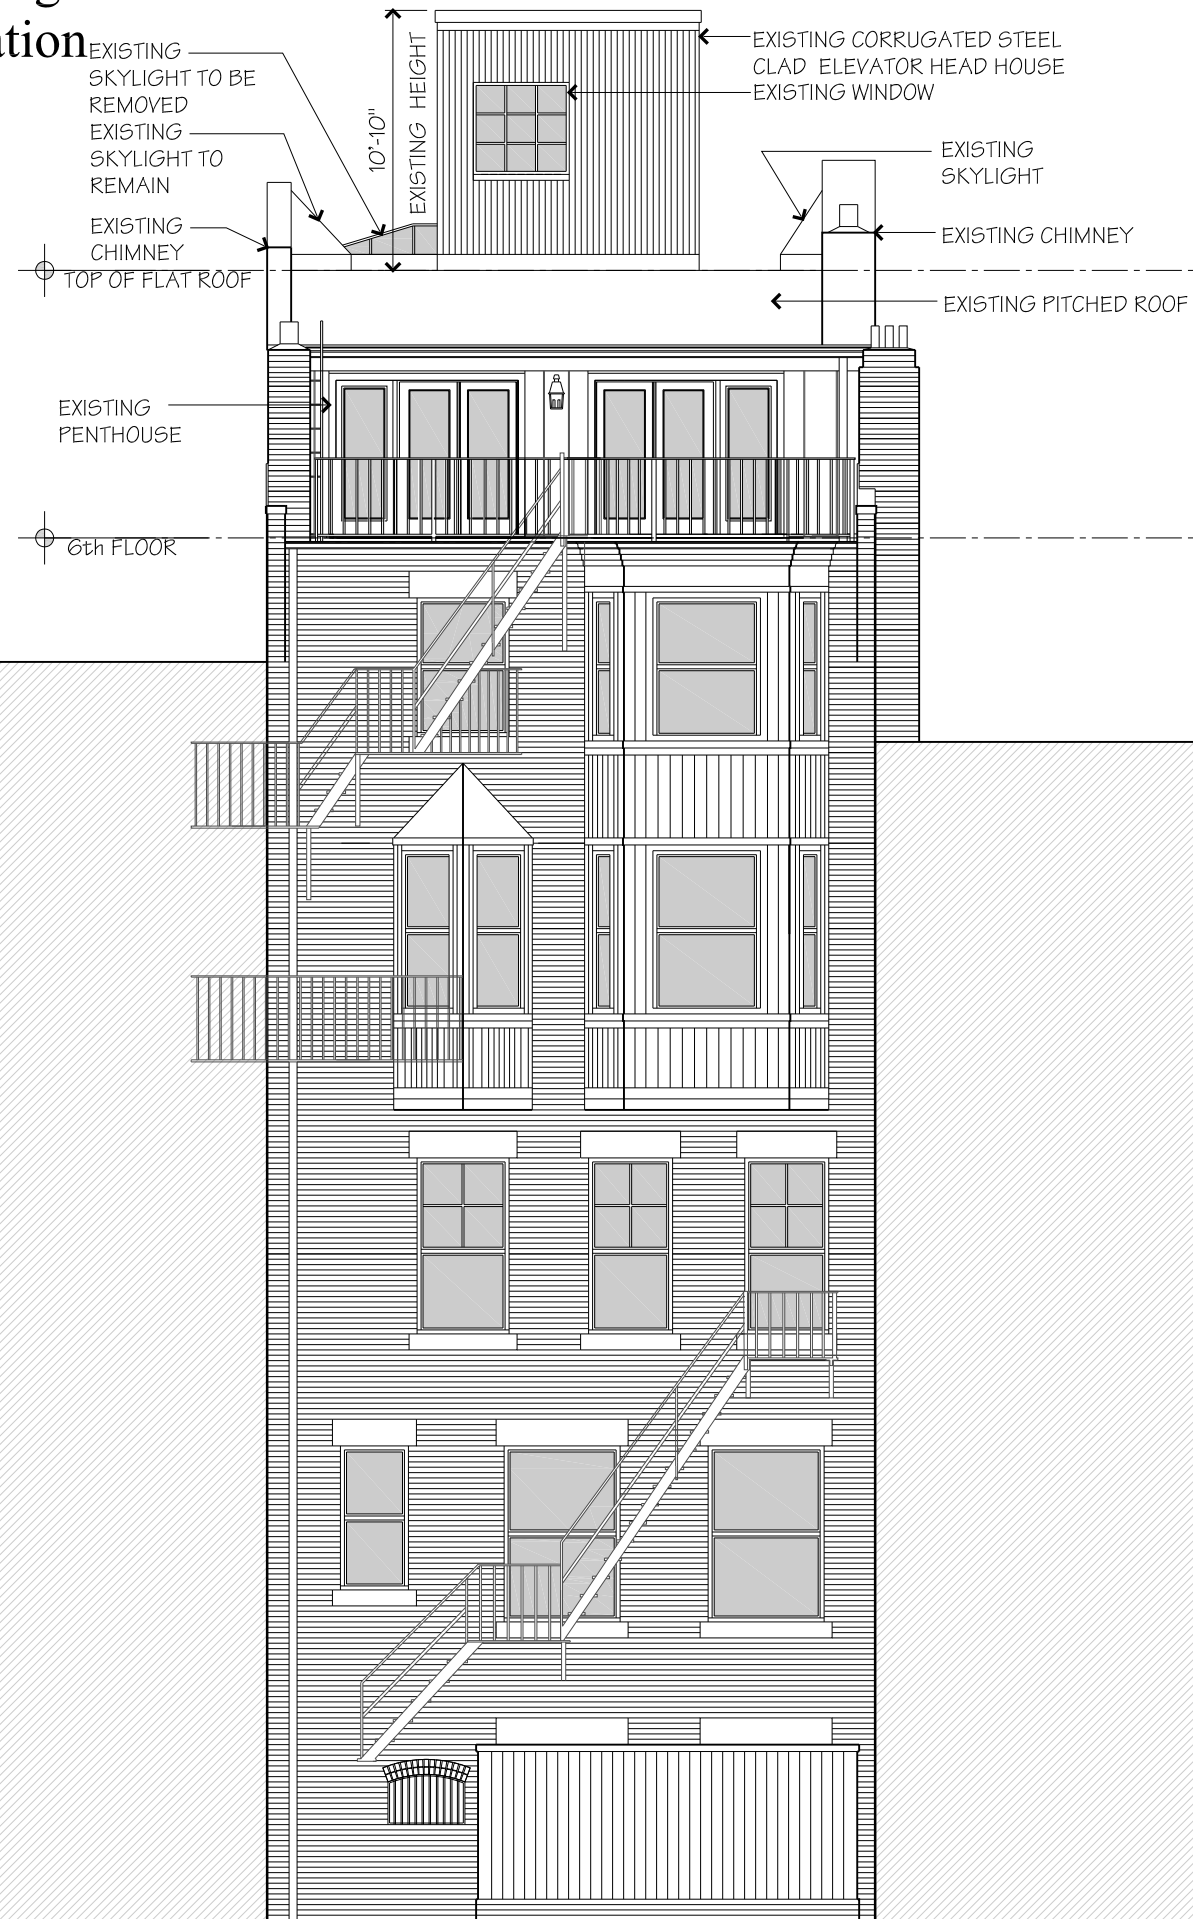 ation
EXISTING
SKYLIGHT TO BE
REMOVED
EXISTING
SKYLIGHT TO
REMAIN
EXISTING
CHIMNEY
TOP OF FLAT ROOF
10'-10"
EXISTING HEIGHT
EXISTING CORRUGATED STEEL
CLAD ELEVATOR HEAD HOUSE
EXISTING WINDOW
EXISTING
SKYLIGHT
EXISTING CHIMNEY
EXISTING PITCHED ROOF
EXISTING
PENTHOUSE
6th FLOOR